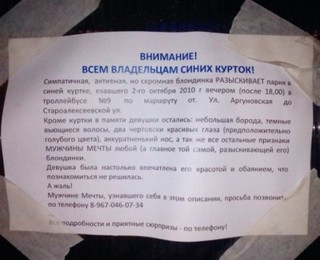 ВНИМАНИЕ!
ВСЕМ ВЛАДЕЛЬЦАМ СИНИХ КУРТОК!
Симпатичная, активная, но скромная блондинка РАЗЫСКИВАЕТ парня в
синей куртке, ехавшего 2-го октября 2010 г вечером (после 18,00) в
троллейбусе №9 по маршруту от. Ул. Аргуновская до
Староалексеевской ул.
Кроме куртки в памяти девушки остались: небольшая борода, темные
вьющиеся волосы, два чертовски красивых глаза (предположительно
голубого цвета), аккуратненький нос, а так же все остальные признаки
МУЖЧИНЫ МЕЧТЫ любой (а главное той самой, разыскивающей его)
блондинки.
Девушка была настолько впечатлена его красотой и обаянием, что
познакомиться не решилась.
А жаль!
Мужчине Мечты, узнавшего себя в этом описании, просьба позвонить
по телефону 8-967-046-07-34
Все подробности и приятные сюрпризы - по телефону!